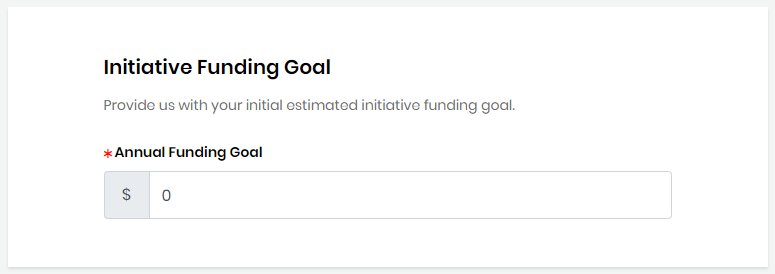 Initiative Funding Goal
Provide us with your initial estimated initiative funding goal.
* Annual Funding Goal
$ 0